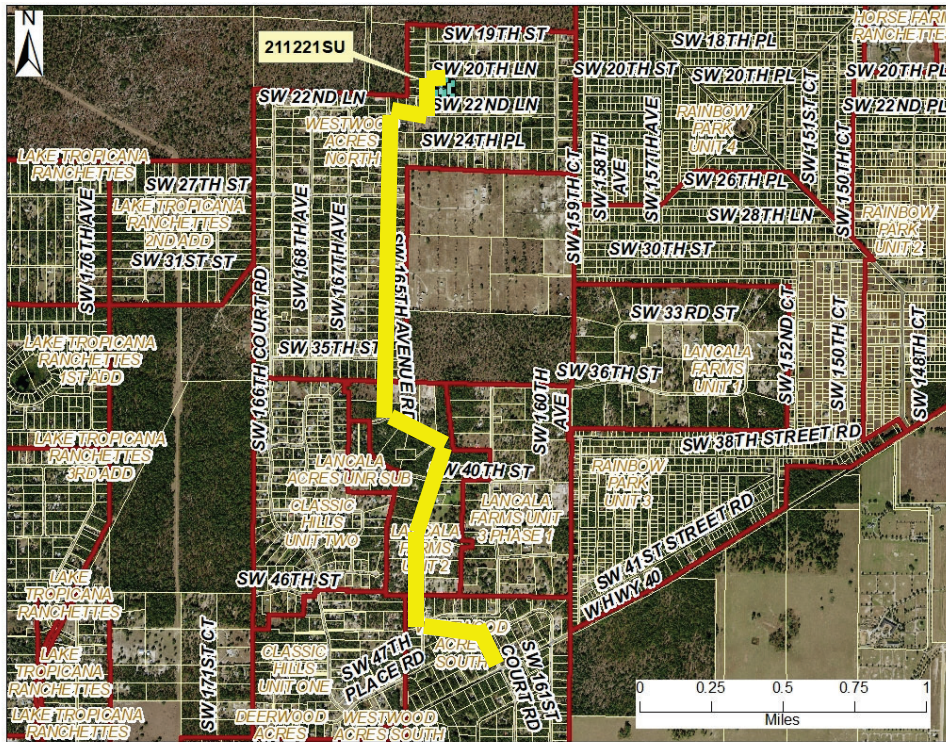 N
211221SU
SW 19TH ST
SW 20TH LN
SW 22ND LN
SW 24TH PL
SW 22ND LN
WESTWOOD
ACRES
NORTH
SW 18TH PL
SW 20TH ST
SW 20TH PL
RAINBOW
PARK
UNIT 4
SW 151ST CT
SW 150TH CT
HORSE FARM
RANCHETTES
SW 20TH PL
SW 22ND PL
SW 159TH CT
SW 158TH
AVE
SW 157TH AVE
SW 26TH PL
SW 28TH LN
SW 30TH ST
RAINBOW
PARK
UNIT 2
LAKE TROPICANA
RANCHETTES
SW 27TH ST
LAKE TROPICANA
RANCHETTES
2ND ADD
SW 31ST ST
SW 176TH AVE
SW 166TH COURT RD
SW 168TH AVE
SW 167TH AVE
SW 165TH AVENUE RD
SW 35TH ST
LAKE TROPICANA
RANCHETTES
1ST ADD
SW 33RD ST
LANCALA
FARMS
UNIT 1
SW 36TH ST
SW 160TH
AVE
SW 152ND CT
SW 150TH CT
SW 148TH CT
SW 38TH STREET RD
LAKE TROPICANA
RANCHETTES
3RD ADD
LANCALA
ACRES UNR SUB
W 40TH ST
CLASSIC
HILLS
UNIT TWO
LANCALA
FARMS
UNIT 2
LANCALA
FARMS UNIT
3 PHASE 1
RAINBOW
PARK
UNIT 3
SW 41ST STREET RD
W HWY 40
SW 46TH ST
LAKE
TROPICANA
RANCHETTES
LAKE
TROPICANA
RANCHETTES
LAKE TROPICANA
RANCHETTES
SW 171ST CT
CLASSIC
HILLS
UNIT ONE
SW 47TH
PLACE RD
ACRES
SOUTH
SW 161ST
COURT RD
DEERWOOD
ACRES
WESTWOOD
ACRES SOUTH
0 0.25 0.5 0.75 1
Miles